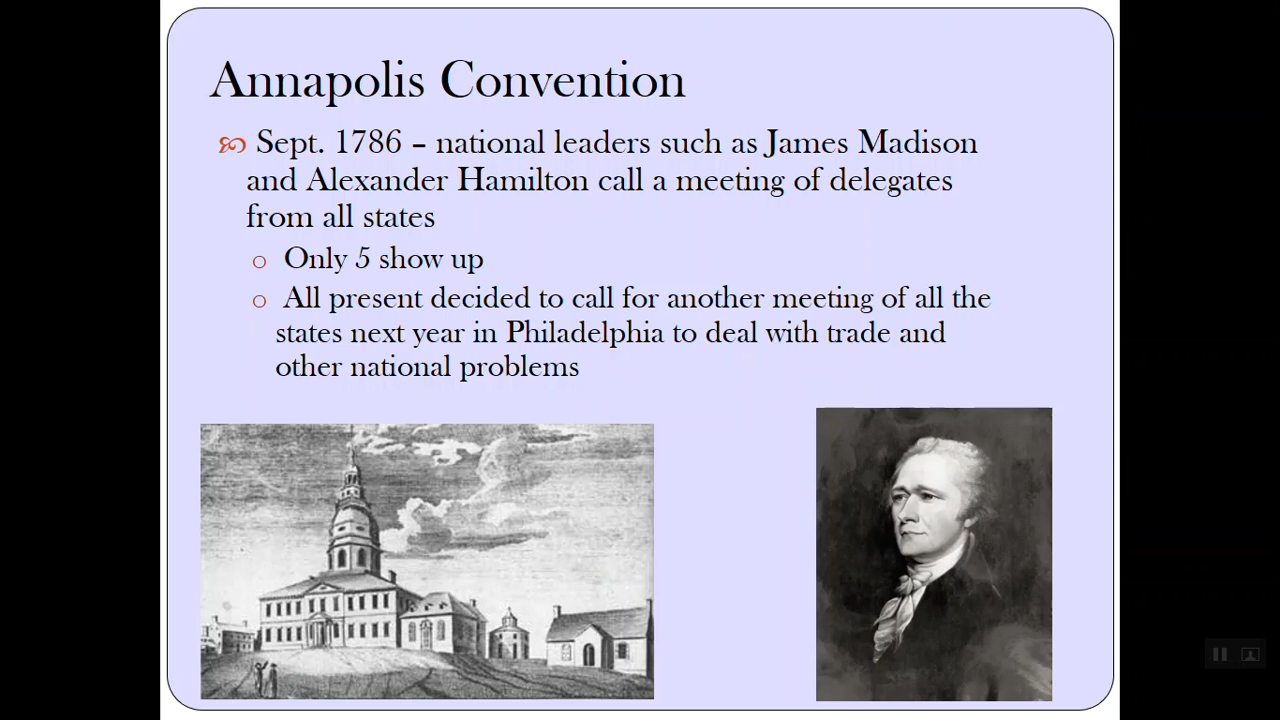 Annapolis Convention
Sept. 1786 – national leaders such as James Madison
and Alexander Hamilton call a meeting of delegates
from all states
Only 5 show up
All present decided to call for another meeting of all the
states next year in Philadelphia to deal with trade and
other national problems